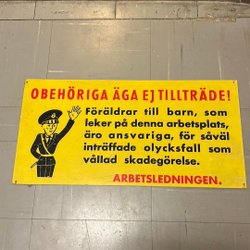 OBEHÖRIGA ÄGA EJ TILLTRÄDE!
Föräldrar till barn, som
leker på denna arbetsplats,
äro ansvariga, för såväl
inträffade olycksfall som
vållad skadegörelse.
ARBETSLEDNINGEN.